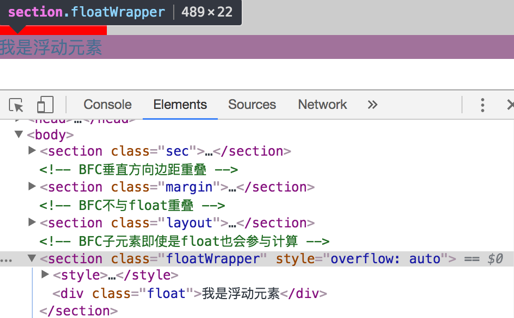 section.floatWrapper | 489 × 22
我是浮动元素
Console Elements Sources Network »
<head>…</head>
▼<body>
▶<section class="sec">…</section>
<!-- BFC垂直方向边距重叠 -->
▶<section class="margin">…</section>
<!-- BFC不与float重叠 -->
▶<section class="layout">…</section>
<!-- BFC子元素即使是float也会参与计算 -->
…▼<section class="floatWrapper" style="overflow: auto"> == $0
▶<style>…</style>
<div class="float">我是浮动元素</div>
</section>